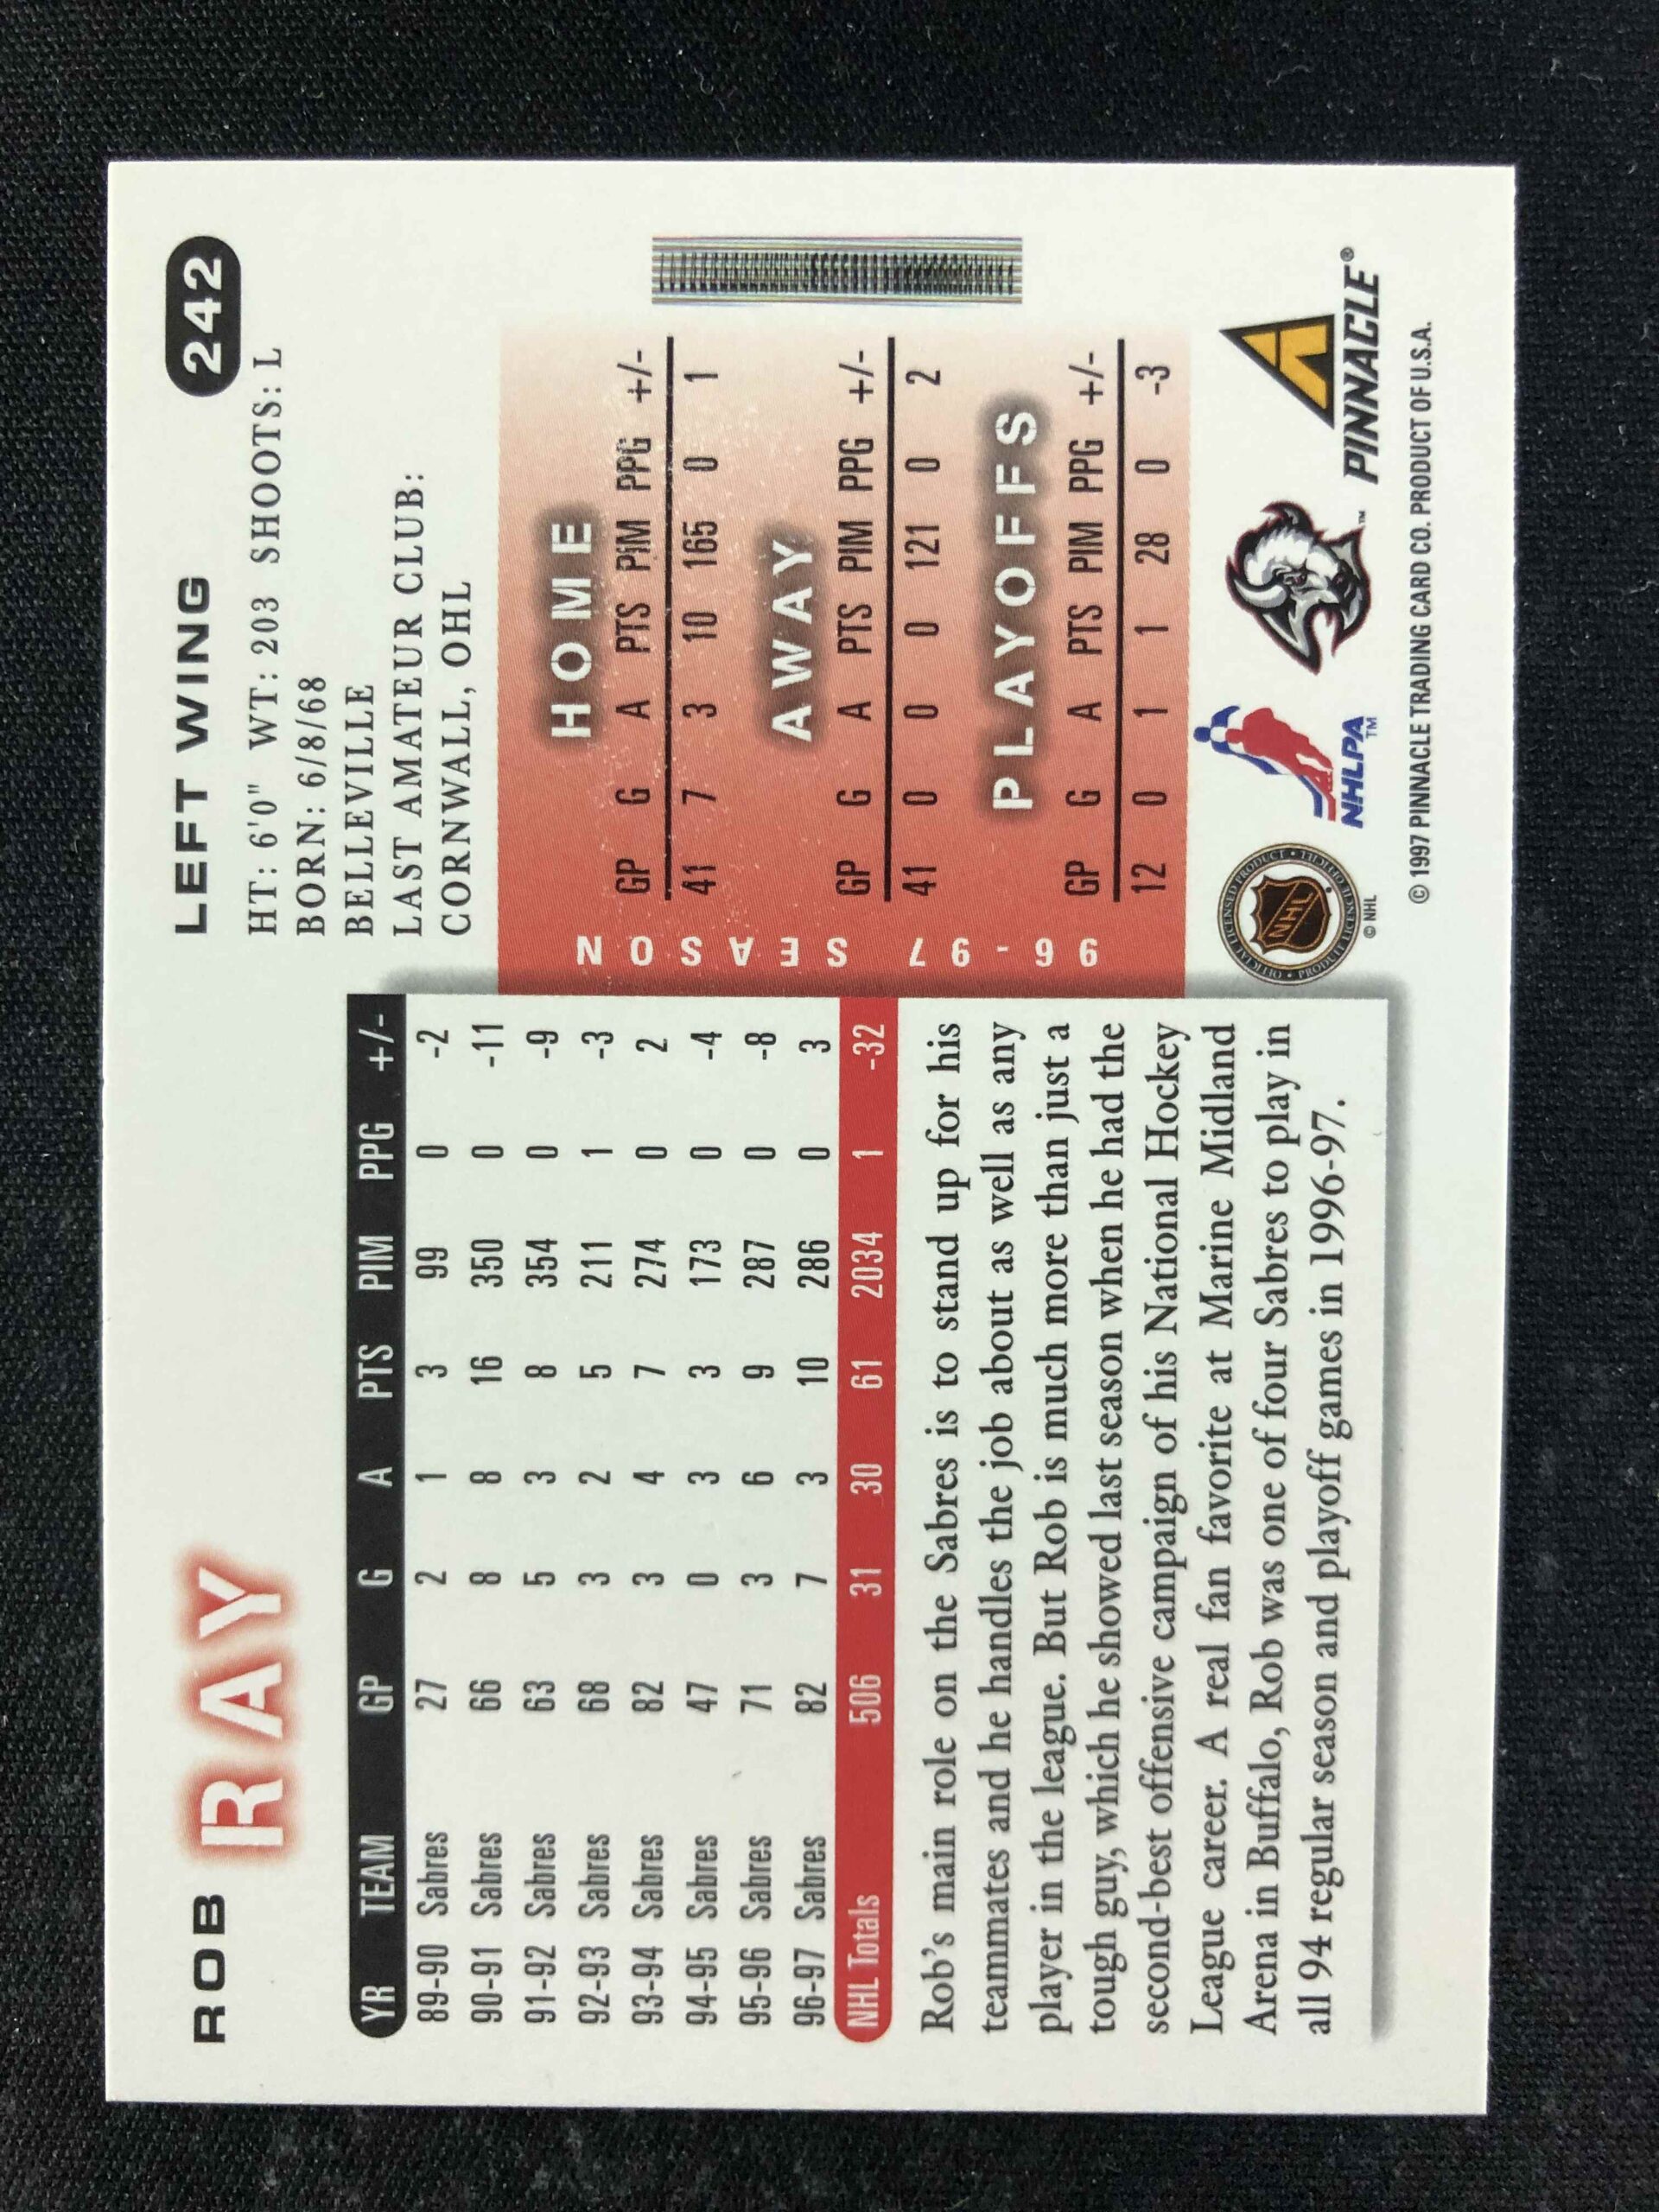 ROB RAY
LEFT WING 242
HT: 6'0" WT: 203 SHOOTS: L
BORN: 6/8/68
BELLEVILLE
LAST AMATEUR CLUB:
CORNWALL, OHL
YR TEAM GP G A PTS PIM PPG +/-
89-90 Sabres 27 2 1 3 99 0 -2
90-91 Sabres 66 8 8 16 350 0 -11
91-92 Sabres 63 5 3 8 354 0 -9
92-93 Sabres 68 3 2 5 211 1 -3
93-94 Sabres 82 3 4 7 274 0 2
94-95 Sabres 47 0 3 3 173 0 -4
95-96 Sabres 71 3 6 9 287 0 -8
96-97 Sabres 82 7 3 10 286 0 3
NHL Totals 506 31 30 61 2034 1 -32
Rob's main role on the Sabres is to stand up for his
teammates and he handles the job about as well as any
player in the league. But Rob is much more than just a
tough guy, which he showed last season when he had the
second-best offensive campaign of his National Hockey
League career. A real fan favorite at Marine Midland
Arena in Buffalo, Rob was one of four Sabres to play in
all 94 regular season and playoff games in 1996-97.
96-97 SEASON
HOME
GP G A PTS PIM PPG +/-
41 7 3 10 165 0 1
AWAY
GP G A PTS PIM PPG +/-
41 0 0 0 121 0 2
PLAYOFFS
GP G A PTS PIM PPG +/-
12 0 1 1 28 0 -3
OFFICIAL LICENSED PRODUCT • PRODUIT LICENCIÉ OFFICIEL •
NHL
© NHL
NHLPA™
™
PINNACLE®
© 1997 PINNACLE TRADING CARD CO. PRODUCT OF U.S.A.